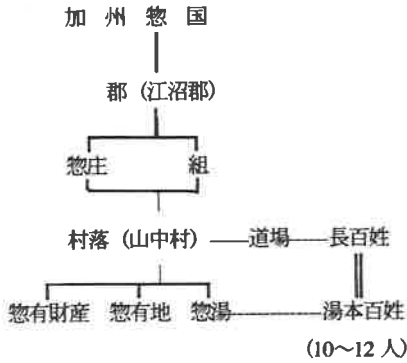 加州惣国
郡（江沼郡）
惣庄 組
村落（山中村） 道場 長百姓
惣有財産 惣有地 惣湯 湯本百姓
（10～12人）